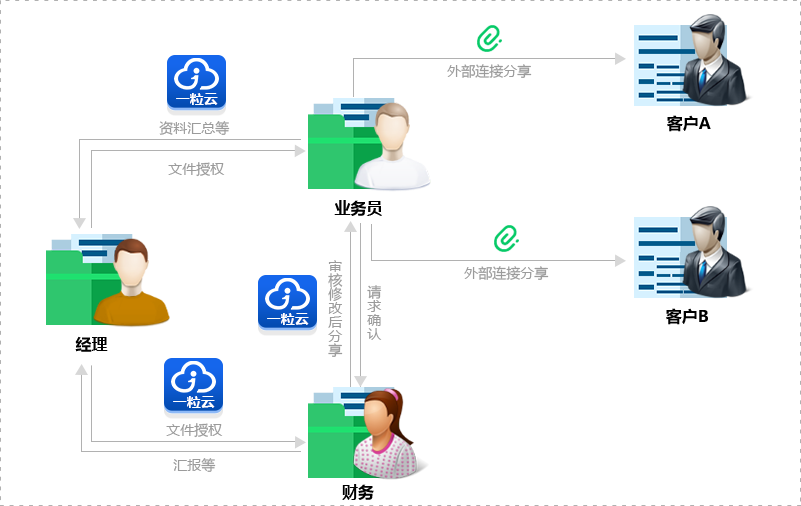 外部连接分享
客户A
一粒云
资料汇总等
文件授权
业务员
外部连接分享
客户B
经理
一粒云
审核修改后分享
请求确认
一粒云
文件授权
汇报等
财务